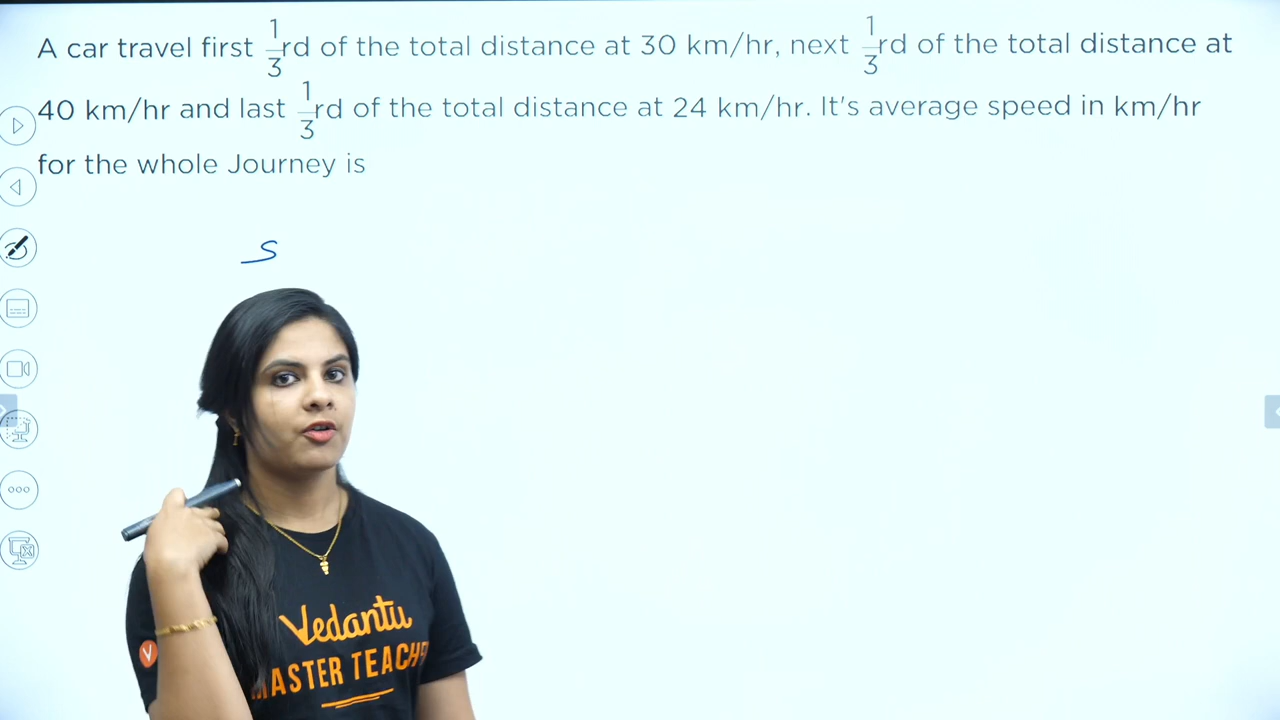 A car travel first 1/3rd of the total distance at 30 km/hr, next 1/3rd of the total distance at
40 km/hr and last 1/3rd of the total distance at 24 km/hr. It's average speed in km/hr
for the whole Journey is
S
Vedantu
V
MASTER TEACHE